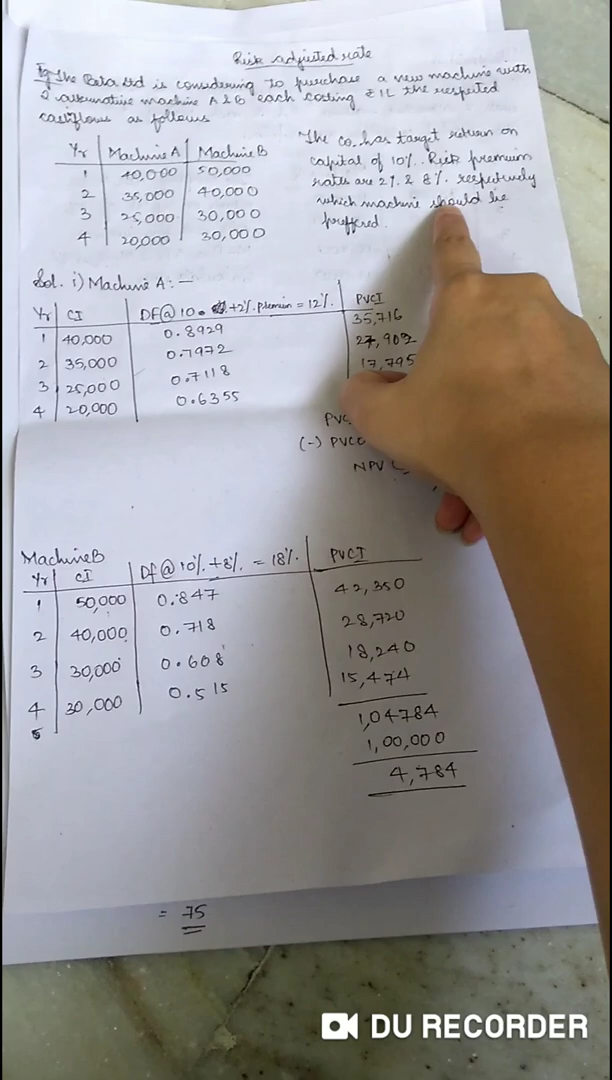 Risk adjusted rate
Eg The Beta Ltd is considering to purchase a new machine with
2 alternative machine A & B each costing ₹ 1L the respected
cashflows as follows
Yr Machine A Machine B
1 40,000 50,000
2 35,000 40,000
3 25,000 30,000
4 20,000 30,000
The co. has target return on
capital of 10%. Risk premium
rates are 2% & 8% respectively
which machine should be
preffered.
Sol. i) Machine A:-
Yr CI DF@ 10% +2% premium = 12% PVCI
1 40,000 0.8929 35,716
2 35,000 0.7972 27,902
3 25,000 0.7118 17,795
4 20,000 0.6355
(-) PVCO
NPV
Machine B
Yr CI Df @ 10% +8% = 18% PVCI
1 50,000 0.847 42,350
2 40,000 0.718 28,720
3 30,000 0.608 18,240
4 30,000 0.515 15,474
5
1,04784
1,00,000
4,784
= 75
DU RECORDER